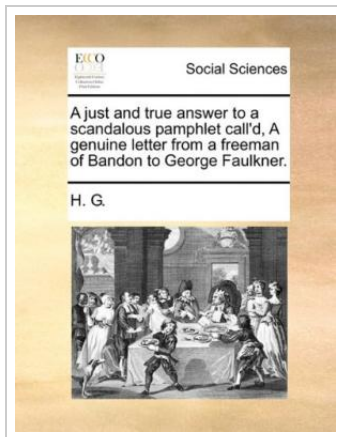 ECCO
Social Sciences
A just and true answer to a
scandalous pamphlet call'd, A
genuine letter from a freeman
of Bandon to George Faulkner.
H. G.